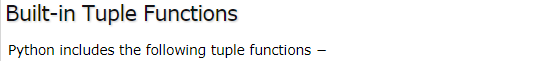 Built-in Tuple Functions
Python includes the following tuple functions −